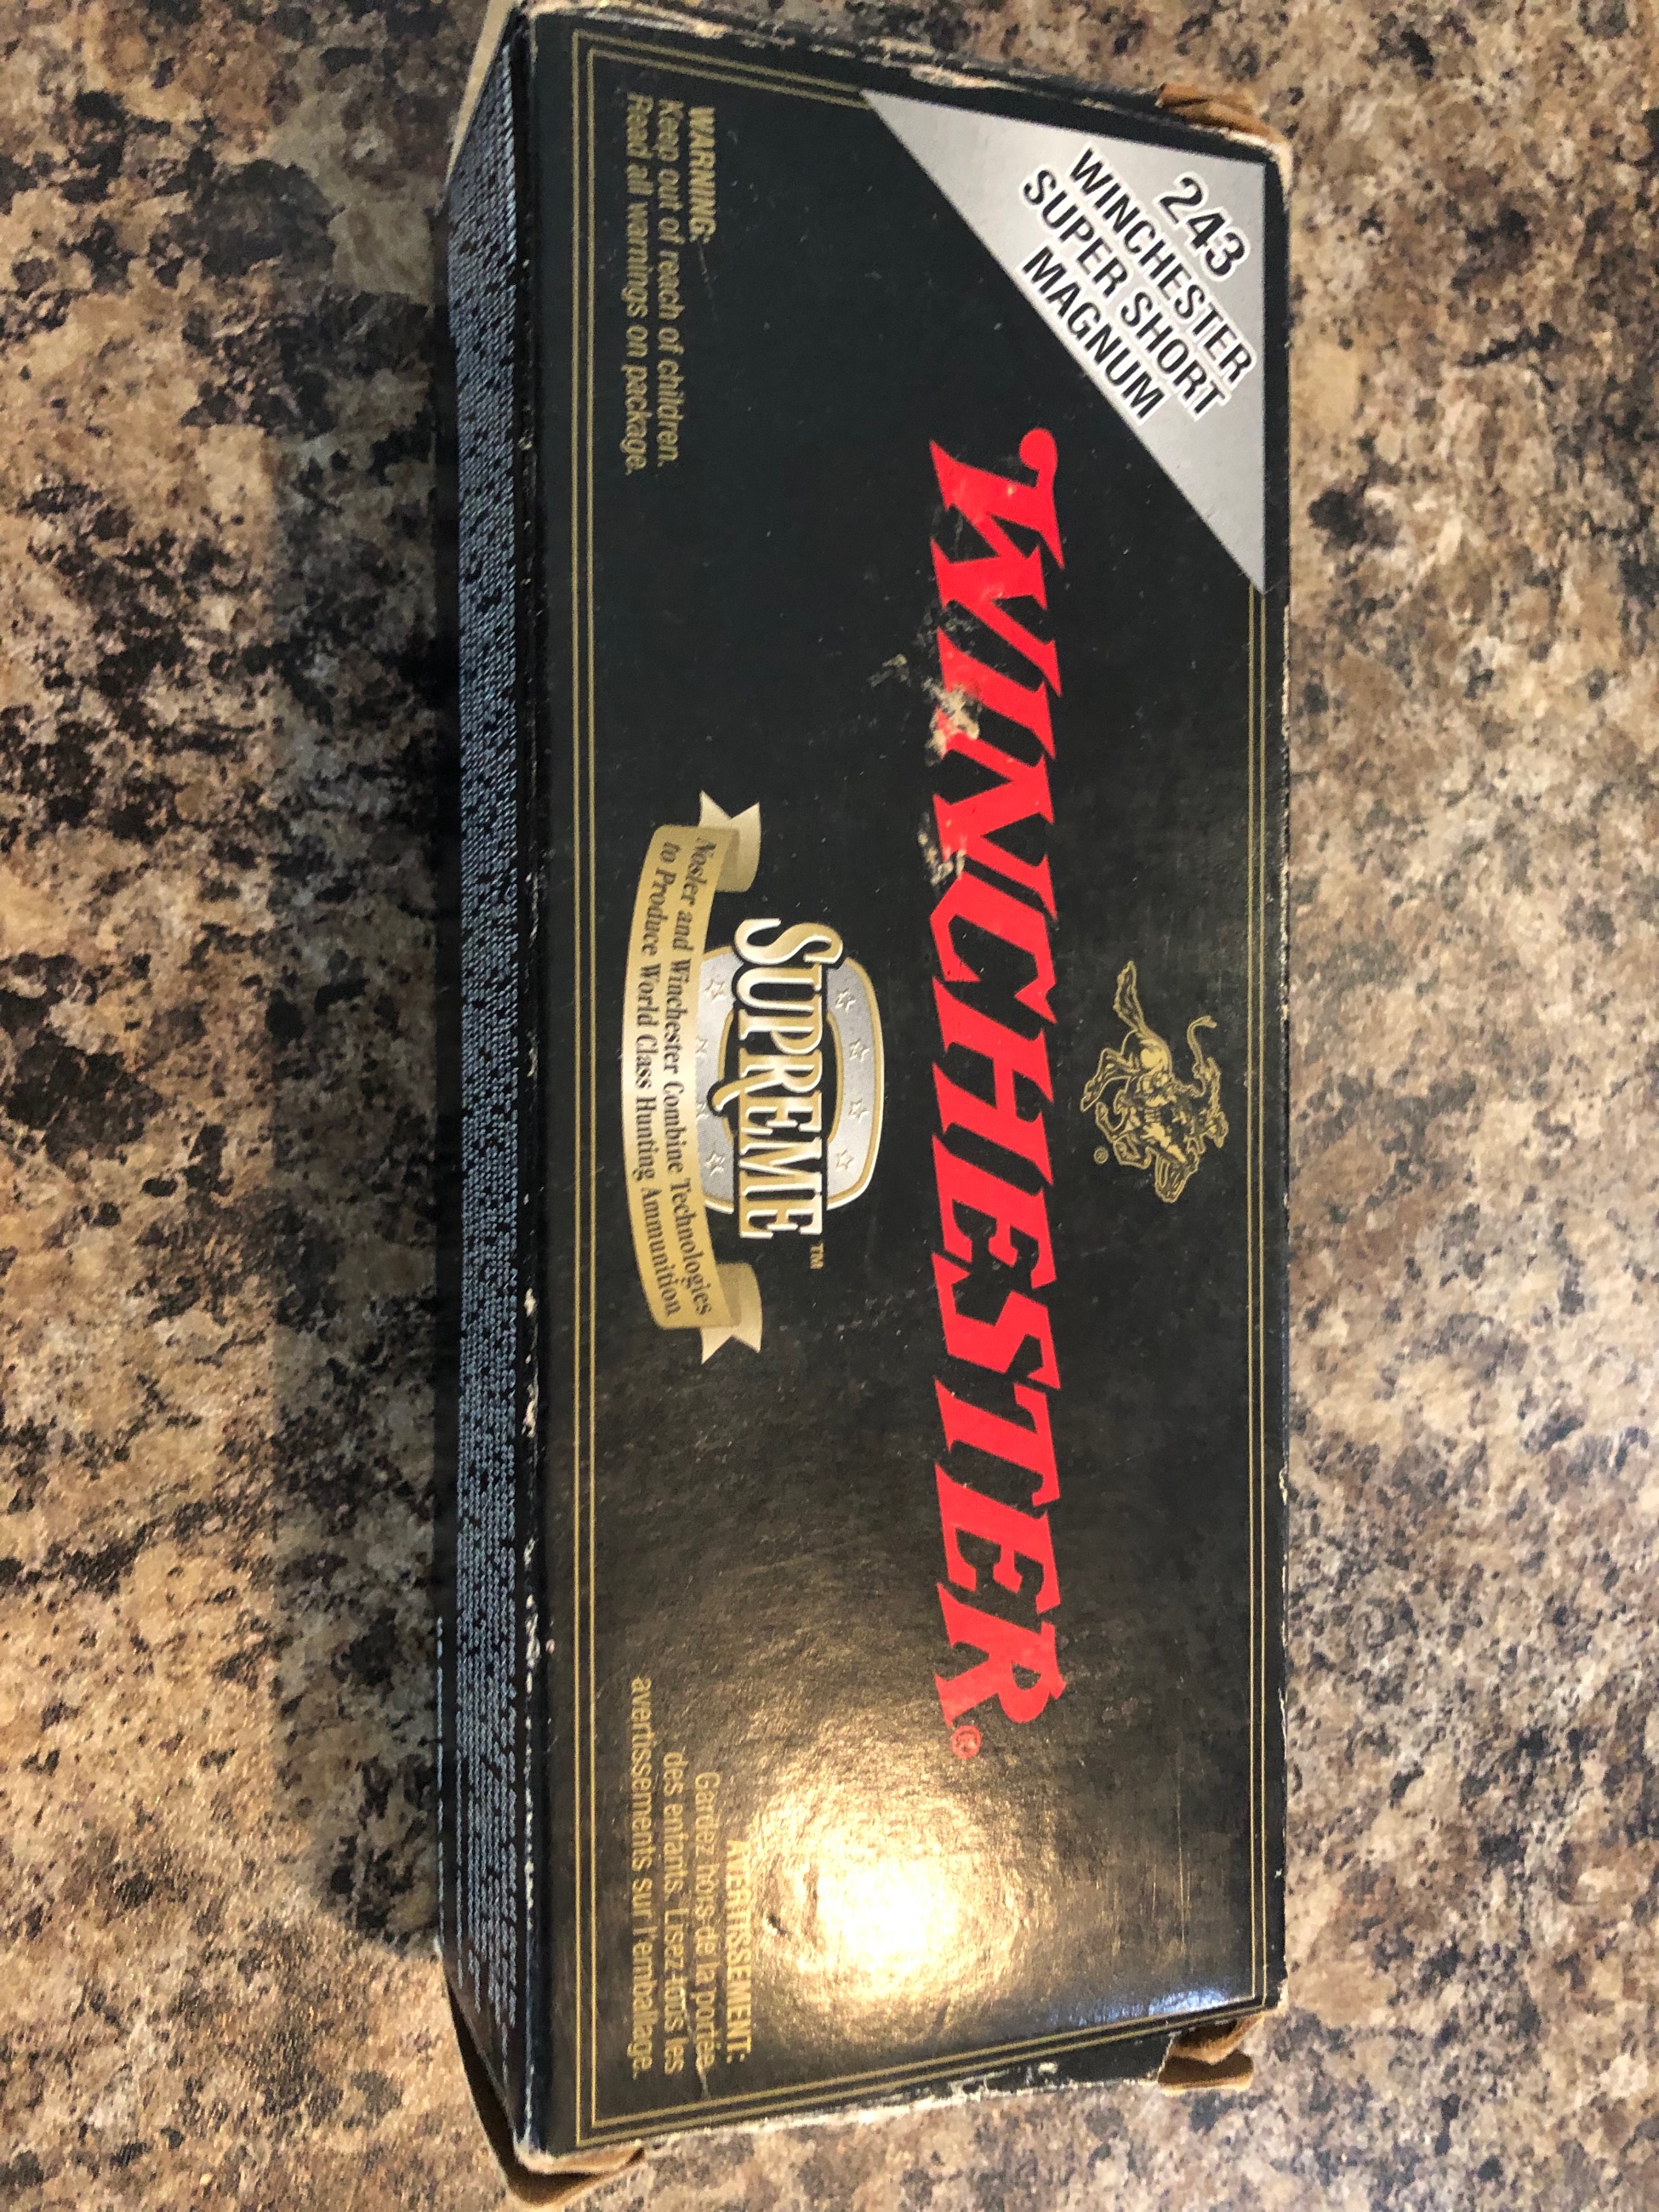 243
WINCHESTER
SUPER SHORT
MAGNUM
WINCHESTER®
SUPREME™
Nosler and Winchester Combine Technologies
to Produce World Class Hunting Ammunition
WARNING:
Keep out of reach of children.
Read all warnings on package.
AVERTISSEMENT:
Gardez hors de la portée
des enfants. Lisez tous les
avertissements sur l'emballage.